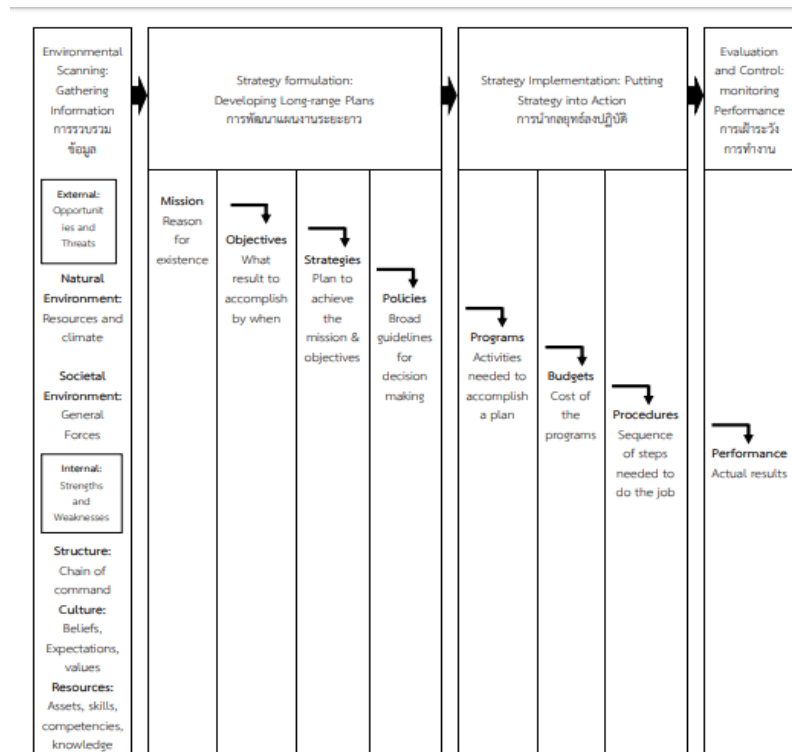 Environmental
Scanning:
Gathering
Information
การรวบรวม
ข้อมูล
Strategy formulation:
Developing Long-range Plans
การพัฒนาแผนงานระยะยาว
Strategy Implementation: Putting
Strategy into Action
การนำกลยุทธ์ลงปฏิบัติ
Evaluation
and Control:
monitoring
Performance
การเฝ้าระวัง
การทำงาน
External:
Opportunit
ies and
Threats
Natural
Environment:
Resources and
climate
Societal
Environment:
General
Forces
Internal:
Strengths
and
Weaknesses
Structure:
Chain of
command
Culture:
Beliefs,
Expectations,
values
Resources:
Assets, skills,
competencies,
knowledge
Mission
Reason
for
existence
Objectives
What
result to
accomplish
by when
Strategies
Plan to
achieve
the
mission &
objectives
Policies
Broad
guidelines
for
decision
making
Programs
Activities
needed to
accomplish
a plan
Budgets
Cost of
the
programs
Procedures
Sequence
of steps
needed to
do the job
Performance
Actual results